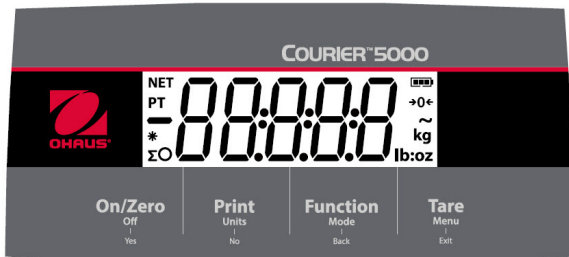 COURIER™5000
OHAUS®
NET
PT
*
ΣO
88:8:8:8
→0←
~
kg
lb:oz
On/Zero
Off
Yes
Print
Units
No
Function
Mode
Back
Tare
Menu
Exit